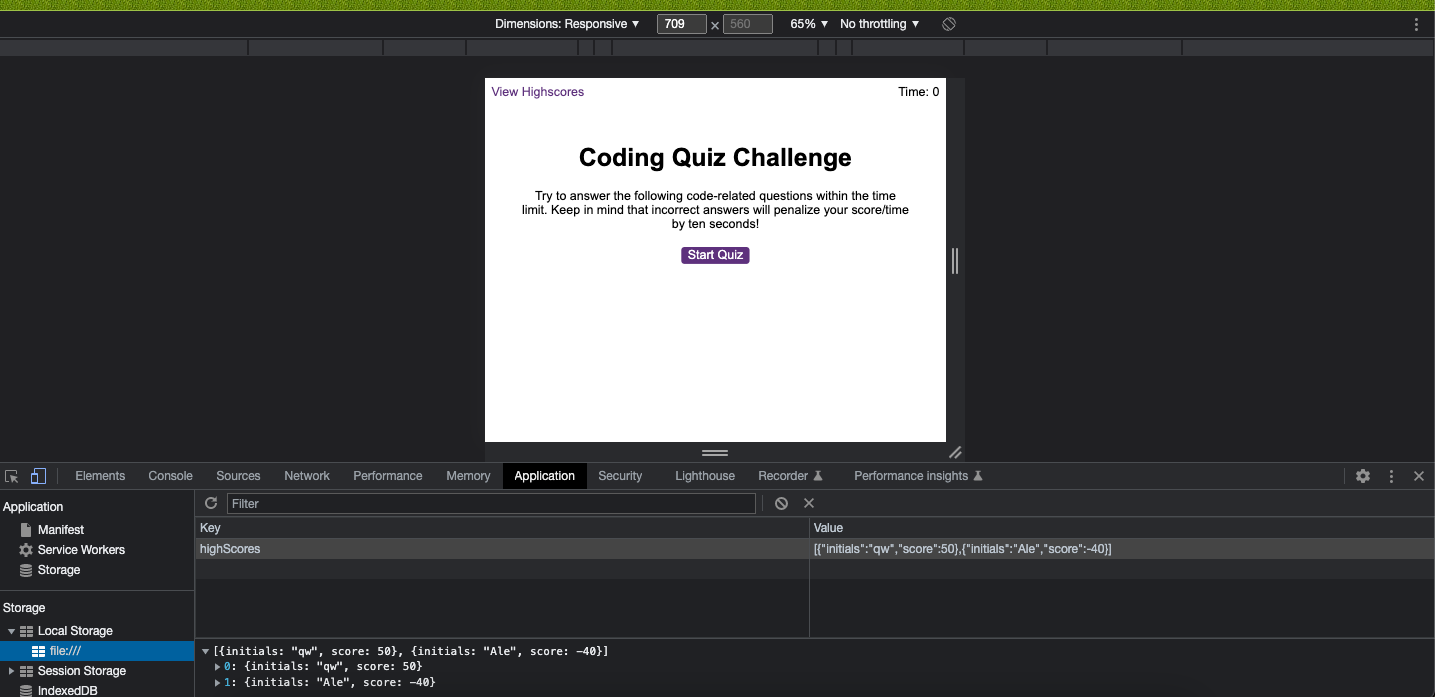 Dimensions: Responsive ▼ 709 × 560 65% ▼ No throttling ▼
View Highscores Time: 0
Coding Quiz Challenge
Try to answer the following code-related questions within the time
limit. Keep in mind that incorrect answers will penalize your score/time
by ten seconds!
Start Quiz
Elements Console Sources Network Performance Memory Application Security Lighthouse Recorder Performance insights
Application
Manifest
Service Workers
Storage
Storage
Local Storage
file:///
Session Storage
IndexedDB
Filter
Key Value
highScores [{"initials":"qw","score":50},{"initials":"Ale","score":-40}]
▼[{initials: "qw", score: 50}, {initials: "Ale", score: −40}]
▶0: {initials: "qw", score: 50}
▶1: {initials: "Ale", score: −40}